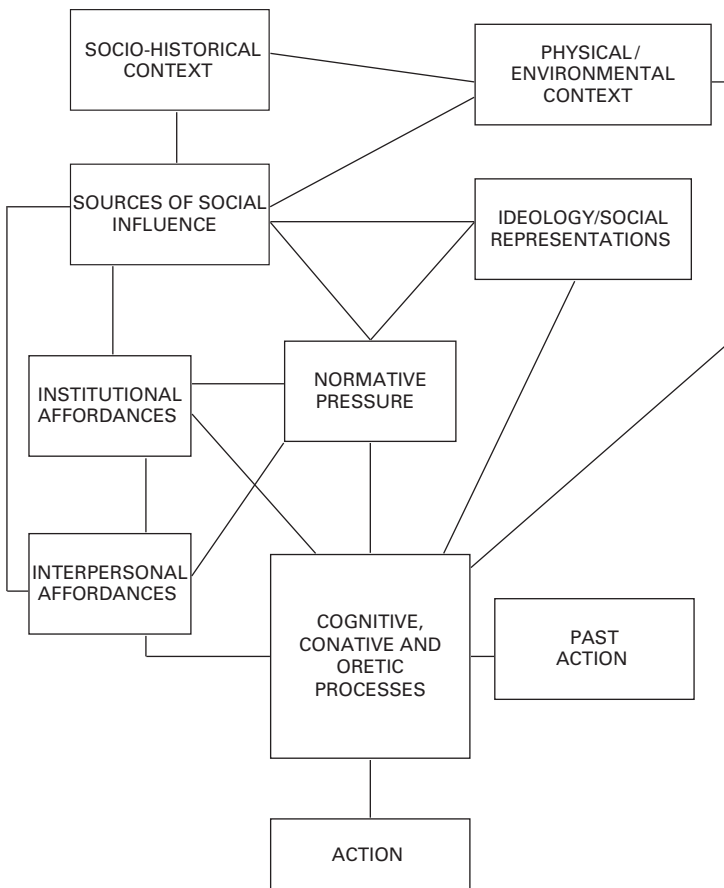 SOCIO-HISTORICAL
CONTEXT
PHYSICAL/
ENVIRONMENTAL
CONTEXT
SOURCES OF SOCIAL
INFLUENCE
IDEOLOGY/SOCIAL
REPRESENTATIONS
INSTITUTIONAL
AFFORDANCES
NORMATIVE
PRESSURE
INTERPERSONAL
AFFORDANCES
COGNITIVE,
CONATIVE AND
ORETIC
PROCESSES
PAST
ACTION
ACTION